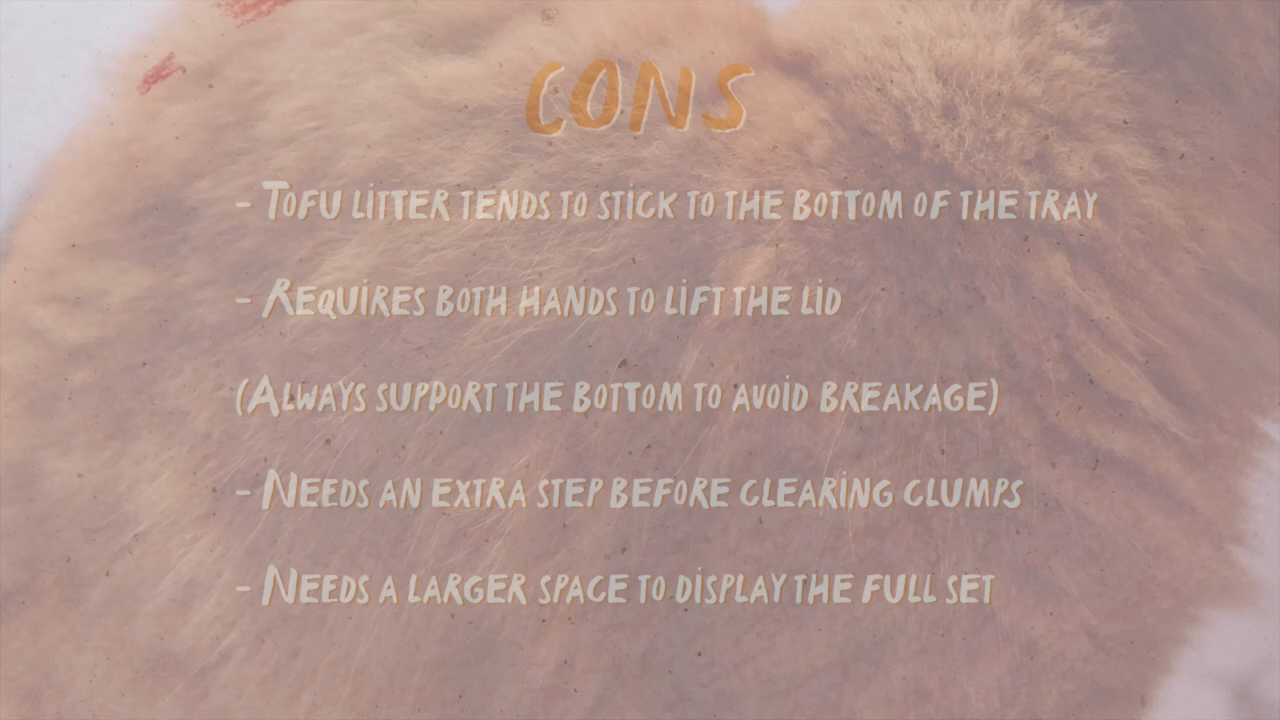 CONS
- TOFU LITTER TENDS TO STICK TO THE BOTTOM OF THE TRAY
- REQUIRES BOTH HANDS TO LIFT THE LID
(ALWAYS SUPPORT THE BOTTOM TO AVOID BREAKAGE)
- NEEDS AN EXTRA STEP BEFORE CLEARING CLUMPS
- NEEDS A LARGER SPACE TO DISPLAY THE FULL SET